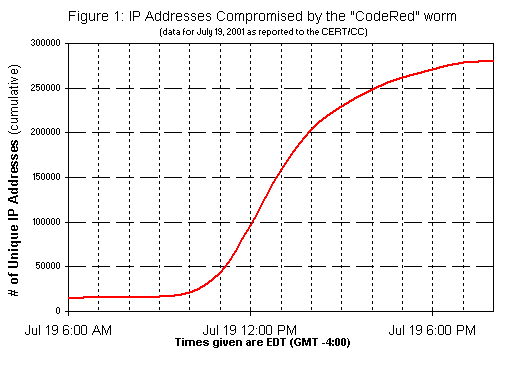 Figure 1: IP Addresses Compromised by the "CodeRed" worm
(data for July 19, 2001 as reported to the CERT/CC)
# of Unique IP Addresses (cumulative)
300000
250000
200000
150000
100000
50000
0
Jul 19 6:00 AM
Jul 19 12:00 PM
Jul 19 6:00 PM
Times given are EDT (GMT -4:00)